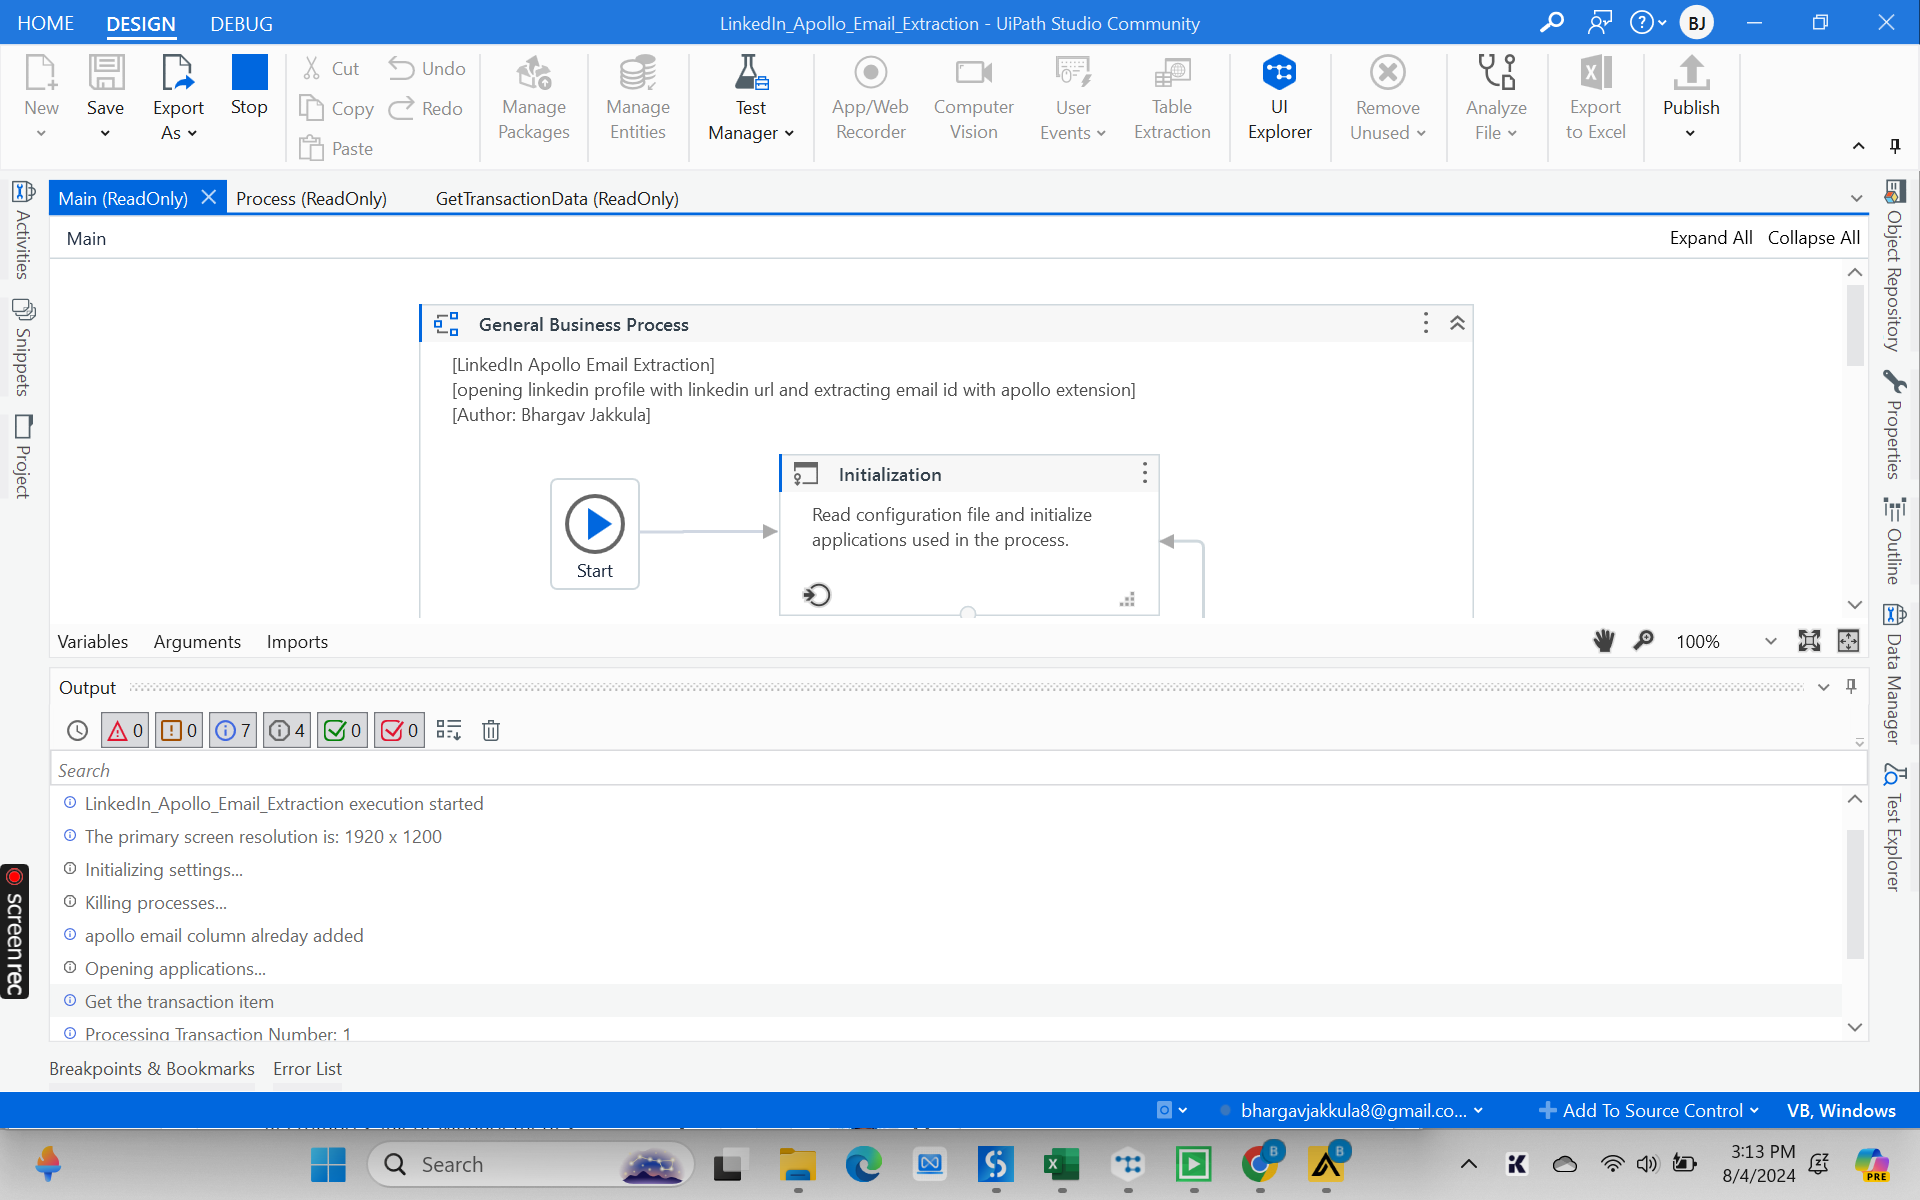 HOME DESIGN DEBUG
LinkedIn_Apollo_Email_Extraction - UiPath Studio Community
BJ
New
Save
Export As
Stop
Cut
Copy
Paste
Undo
Redo
Manage Packages
Manage Entities
Test Manager
App/Web Recorder
Computer Vision
User Events
Table Extraction
UI Explorer
Remove Unused
Analyze File
Export to Excel
Publish
Main (ReadOnly)
Process (ReadOnly)
GetTransactionData (ReadOnly)
Main
Expand All Collapse All
Activities
Snippets
Project
General Business Process
[LinkedIn Apollo Email Extraction]
[opening linkedin profile with linkedin url and extracting email id with apollo extension]
[Author: Bhargav Jakkula]
Start
Initialization
Read configuration file and initialize
applications used in the process.
Object Repository
Properties
Outline
Data Manager
Test Explorer
Variables Arguments Imports
100%
Output
0 0 7 4 0 0
Search
LinkedIn_Apollo_Email_Extraction execution started
The primary screen resolution is: 1920 x 1200
Initializing settings...
Killing processes...
apollo email column alreday added
Opening applications...
Get the transaction item
Processing Transaction Number: 1
screen rec
Breakpoints & Bookmarks Error List
bhargavjakkula8@gmail.co...
Add To Source Control
VB, Windows
Search
B
B
3:13 PM
8/4/2024
PRE